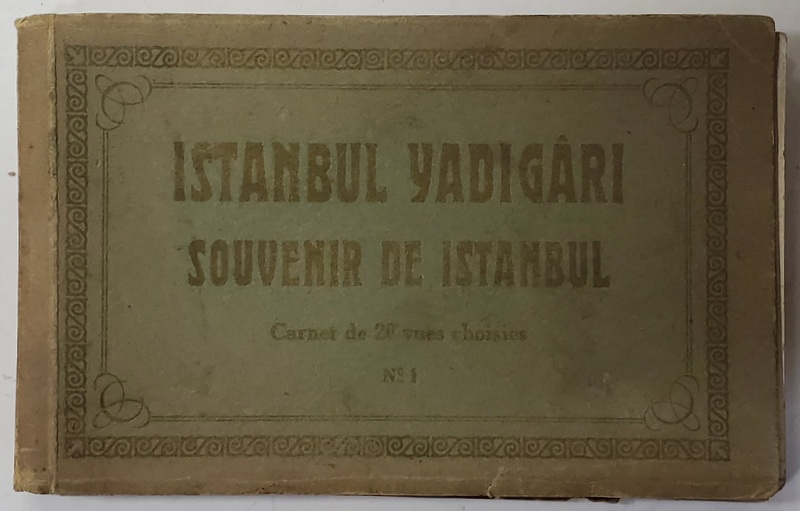 ISTANBUL YADIGÂRI
SOUVENIR DE ISTANBUL
Carnet de 20 vues choisies
Nº 1